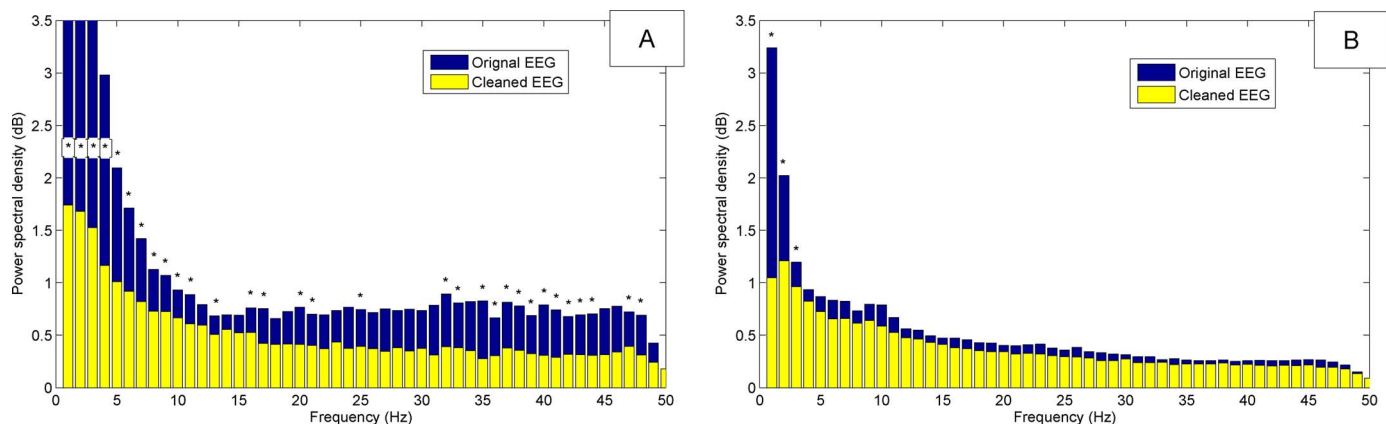 A
Orignal EEG
Cleaned EEG
Power spectral density (dB)
3.5
3
2.5
2
1.5
1
0.5
0
* * * * * * * * * * * * * * * * * * * * * * * * * * * * * *
0 5 10 15 20 25 30 35 40 45 50
Frequency (Hz)
B
Original EEG
Cleaned EEG
Power spectral density (dB)
3.5
3
2.5
2
1.5
1
0.5
0
* * *
0 5 10 15 20 25 30 35 40 45 50
Frequency (Hz)